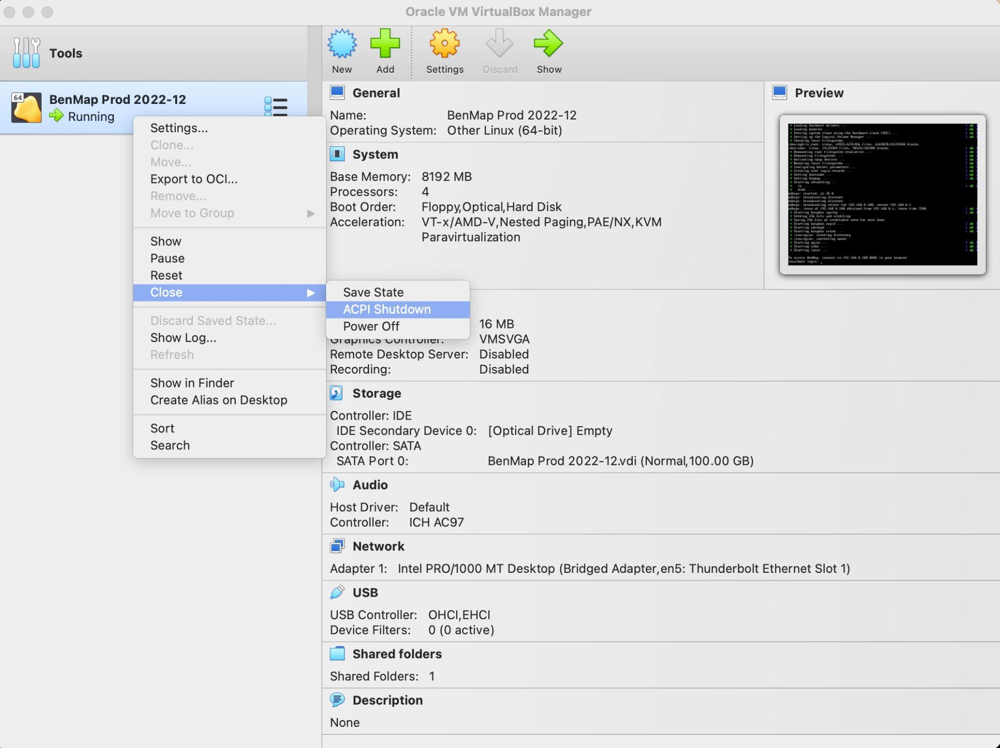 Oracle VM VirtualBox Manager
Tools
New
Add
Settings
Discard
Show
64
BenMap Prod 2022-12
Running
Settings...
Clone...
Move...
Export to OCI...
Remove...
Move to Group
Show
Pause
Reset
Close
Discard Saved State...
Show Log...
Refresh
Show in Finder
Create Alias on Desktop
Sort
Search
Save State
ACPI Shutdown
Power Off
General
Name: BenMap Prod 2022-12
Operating System: Other Linux (64-bit)
System
Base Memory: 8192 MB
Processors: 4
Boot Order: Floppy,Optical,Hard Disk
Acceleration: VT-x/AMD-V,Nested Paging,PAE/NX,KVM
Paravirtualization
Preview
16 MB
Graphics Controller: VMSVGA
Remote Desktop Server: Disabled
Recording: Disabled
Storage
Controller: IDE
IDE Secondary Device 0: [Optical Drive] Empty
Controller: SATA
SATA Port 0: BenMap Prod 2022-12.vdi (Normal,100.00 GB)
Audio
Host Driver: Default
Controller: ICH AC97
Network
Adapter 1: Intel PRO/1000 MT Desktop (Bridged Adapter,en5: Thunderbolt Ethernet Slot 1)
USB
USB Controller: OHCI,EHCI
Device Filters: 0 (0 active)
Shared folders
Shared Folders: 1
Description
None